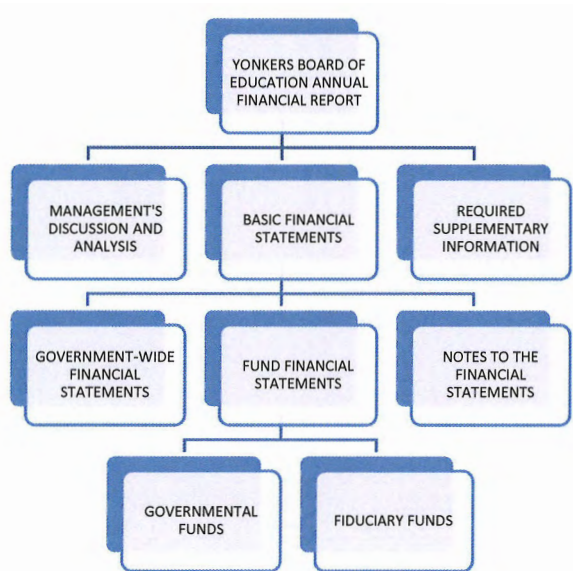 YONKERS BOARD OF
EDUCATION ANNUAL
FINANCIAL REPORT
MANAGEMENT'S
DISCUSSION AND
ANALYSIS
BASIC FINANCIAL
STATEMENTS
REQUIRED
SUPPLEMENTARY
INFORMATION
GOVERNMENT-WIDE
FINANCIAL
STATEMENTS
FUND FINANCIAL
STATEMENTS
NOTES TO THE
FINANCIAL
STATEMENTS
GOVERNMENTAL
FUNDS
FIDUCIARY FUNDS